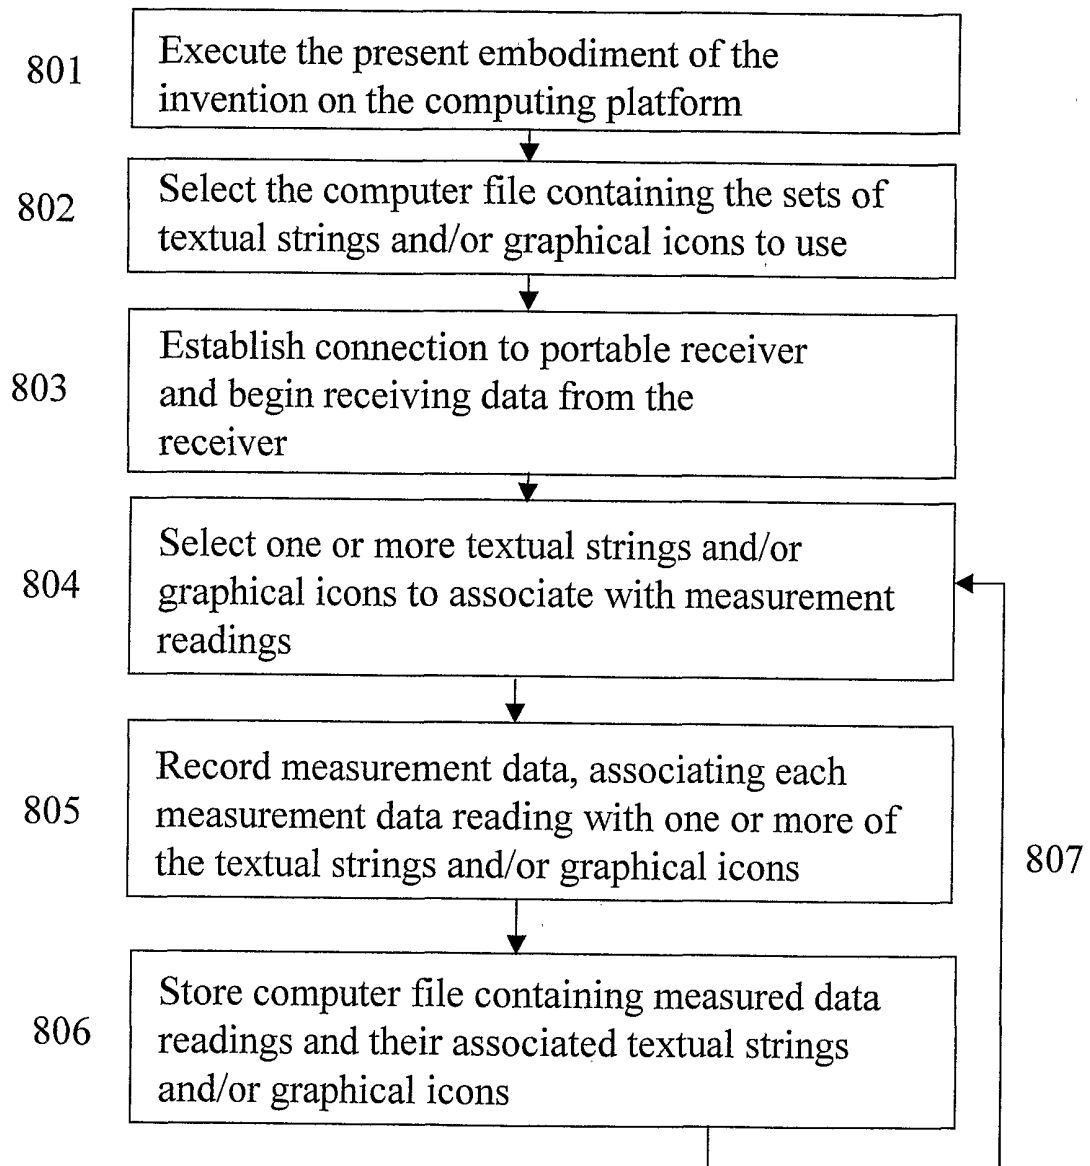 801
Execute the present embodiment of the
invention on the computing platform
802
Select the computer file containing the sets of
textual strings and/or graphical icons to use
803
Establish connection to portable receiver
and begin receiving data from the
receiver
804
Select one or more textual strings and/or
graphical icons to associate with measurement
readings
805
Record measurement data, associating each
measurement data reading with one or more of
the textual strings and/or graphical icons
807
806
Store computer file containing measured data
readings and their associated textual strings
and/or graphical icons